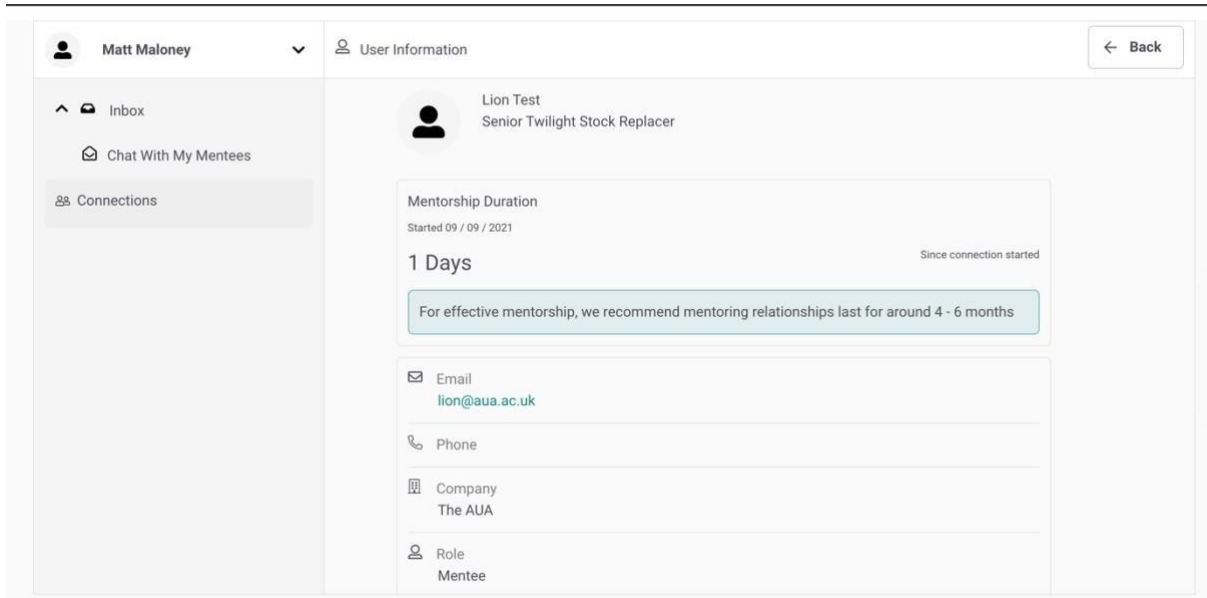 Matt Maloney
User Information
Back
Inbox
Chat With My Mentees
Connections
Lion Test
Senior Twilight Stock Replacer
Mentorship Duration
Started 09 / 09 / 2021
1 Days
Since connection started
For effective mentorship, we recommend mentoring relationships last for around 4 - 6 months
Email
lion@aua.ac.uk
Phone
Company
The AUA
Role
Mentee